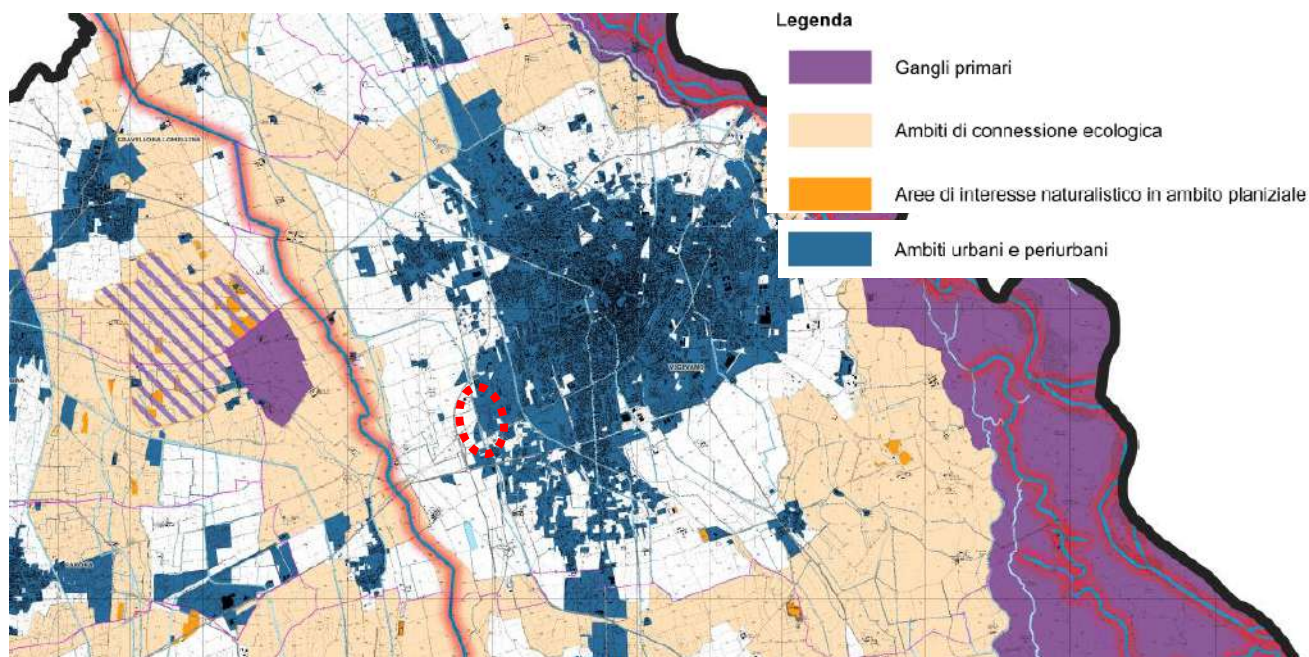 Legenda
Gangli primari
Ambiti di connessione ecologica
Aree di interesse naturalistico in ambito planiziale
Ambiti urbani e periurbani
GRAVELLONA LOMELLINA
VIGEVANO